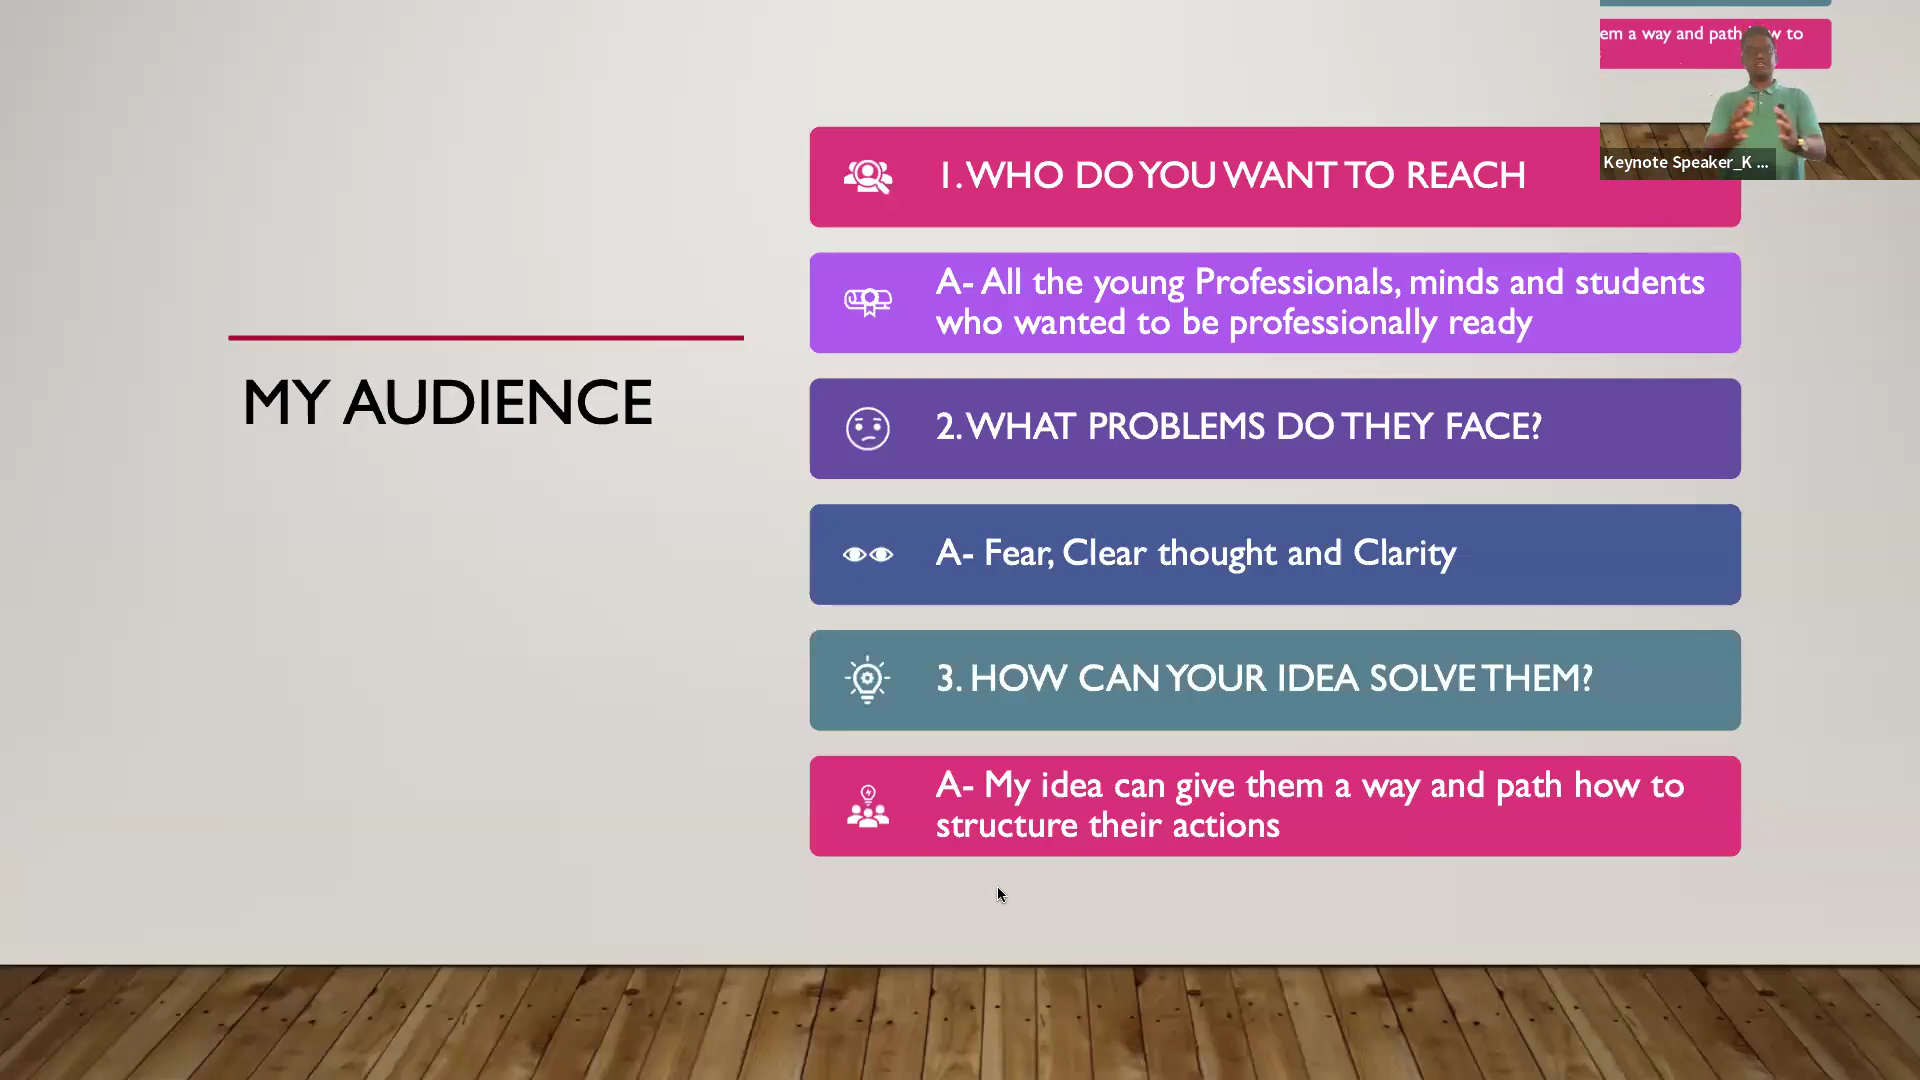 em a way and path w to
Keynote Speaker_K ...
MY AUDIENCE
1. WHO DO YOU WANT TO REACH
A- All the young Professionals, minds and students
who wanted to be professionally ready
2. WHAT PROBLEMS DO THEY FACE?
A- Fear, Clear thought and Clarity
3. HOW CAN YOUR IDEA SOLVE THEM?
A- My idea can give them a way and path how to
structure their actions